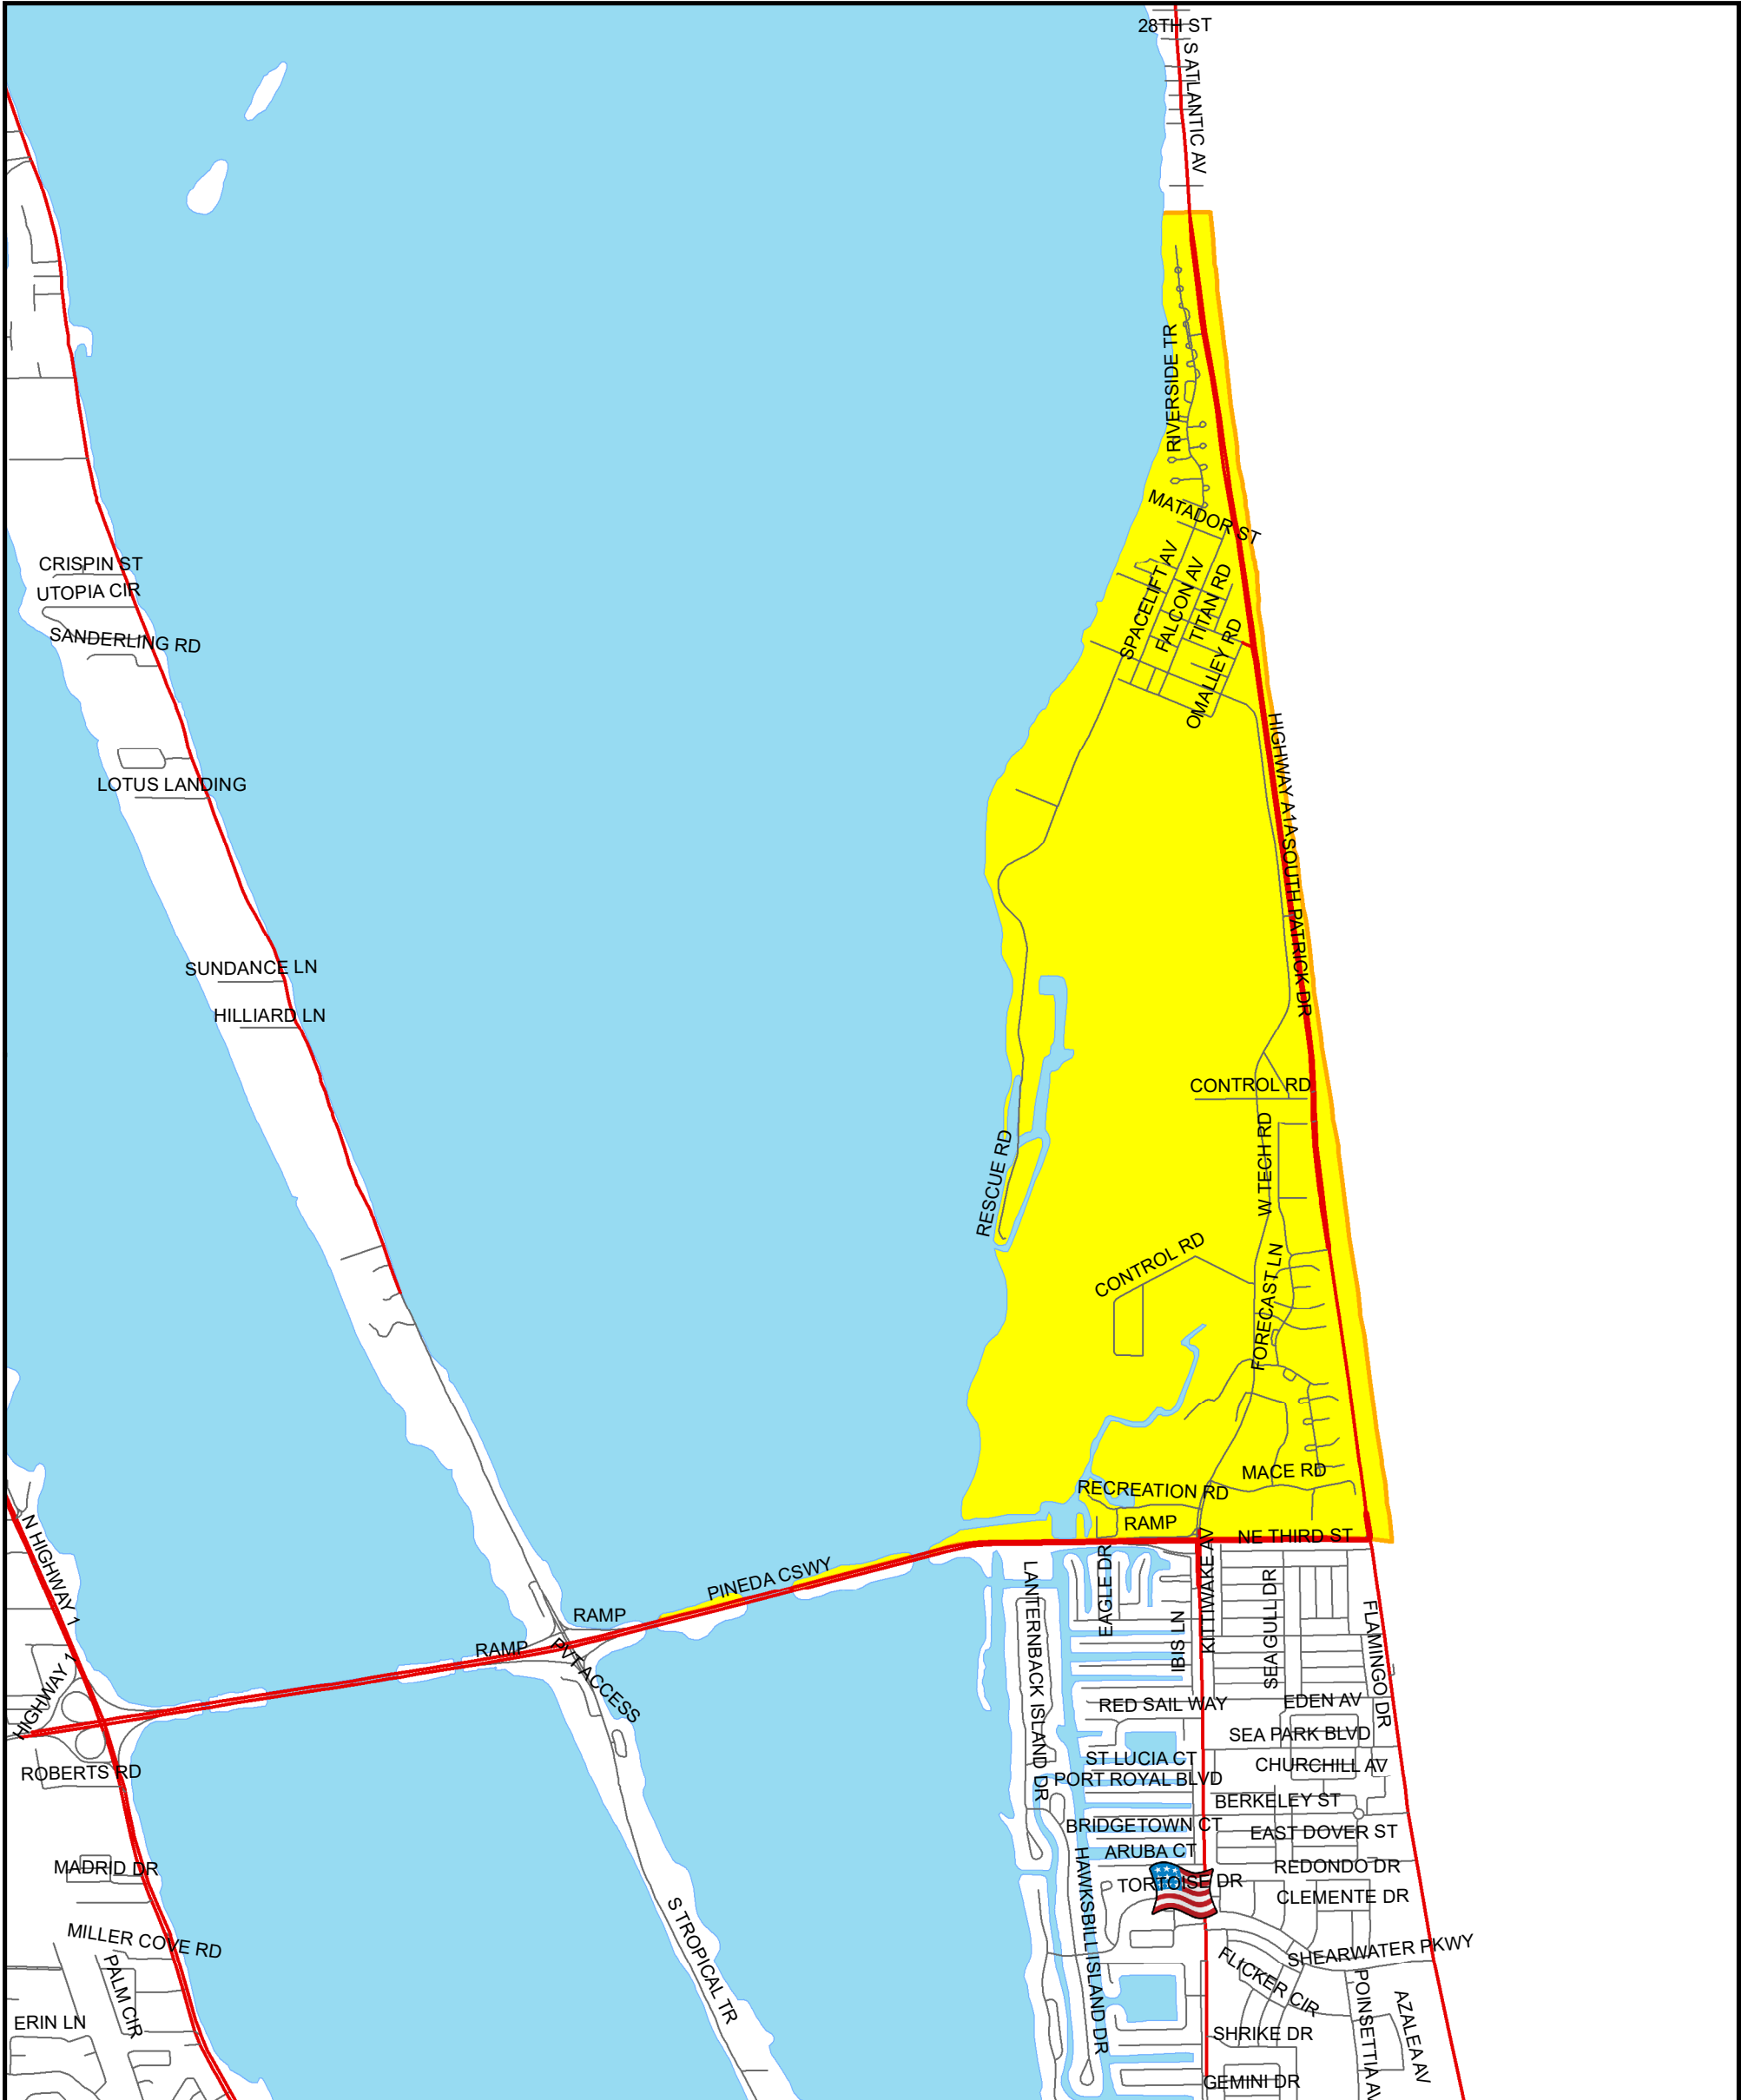 28TH ST
S ATLANTIC AV
RIVERSIDE TR
MATADOR ST
SPACELIFT AV
FALCON AV
TITAN RD
OMALLEY RD
CRISPIN ST
UTOPIA CIR
SANDERLING RD
LOTUS LANDING
HIGHWAY A1A SOUTH PATRICK DR
SUNDANCE LN
HILLIARD LN
CONTROL RD
W TECH RD
RESCUE RD
CONTROL RD
FORECAST LN
MACE RD
RECREATION RD
RAMP
NE THIRD ST
N HIGHWAY 1
PINEDA CSWY
RAMP
RAMP
PVT ACCESS
HIGHWAY 1
ROBERTS RD
LANTERNBACK ISLAND DR
EAGLE DR
IBIS LN
KITTIWAKE AV
SEAGULL DR
FLAMINGO DR
RED SAIL WAY
EDEN AV
SEA PARK BLVD
ST LUCIA CT
CHURCHILL AV
PORT ROYAL BLVD
BERKELEY ST
BRIDGETOWN CT
EAST DOVER ST
ARUBA CT
REDONDO DR
TORTOISE DR
CLEMENTE DR
HAWKSBILL ISLAND DR
MADRID DR
MILLER COVE RD
PALM CIR
ERIN LN
S TROPICAL TR
SHEARWATER PKWY
FLICKER CIR
POINSETTIA AV
AZALEA AV
SHRIKE DR
GEMINI DR